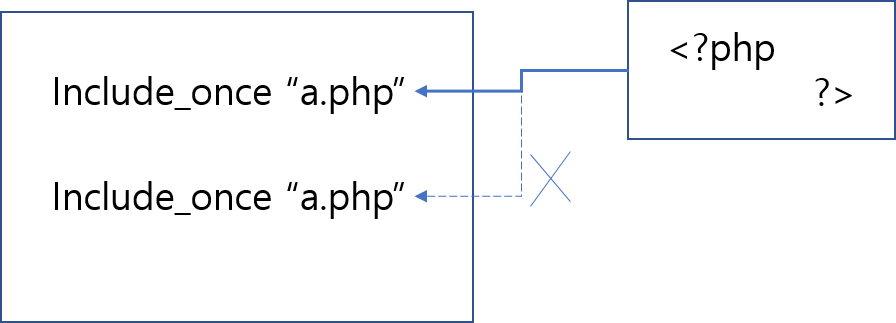 Include_once “a.php”
Include_once “a.php”
<?php
?>